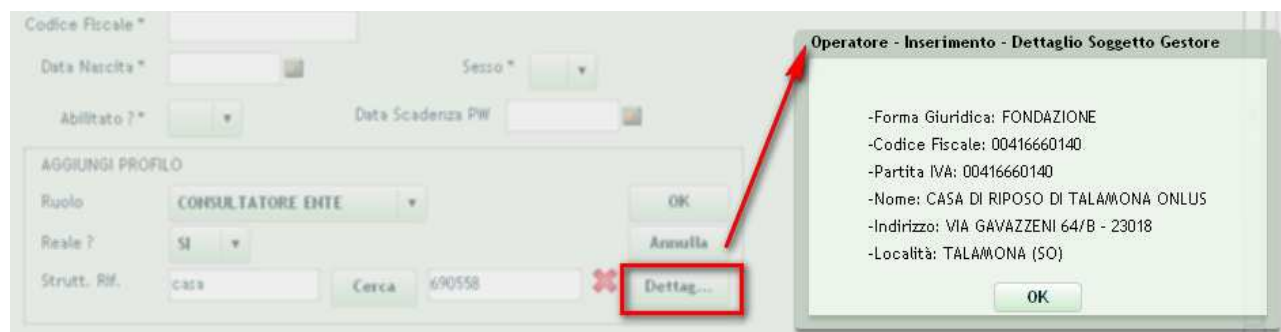 Codice Fiscale *
Data Nascita *
Sesso *
Abilitato ? *
Data Scadenza PW
AGGIUNGI PROFILO
Ruolo
CONSULTATORE ENTE
OK
Reale ?
SI
Annulla
Strutt. Rif.
casa
Cerca
690558
Dettag...
Operatore - Inserimento - Dettaglio Soggetto Gestore
-Forma Giuridica: FONDAZIONE
-Codice Fiscale: 00416660140
-Partita IVA: 00416660140
-Nome: CASA DI RIPOSO DI TALAMONA ONLUS
-Indirizzo: VIA GAVAZZENI 64/B - 23018
-Località: TALAMONA (SO)
OK